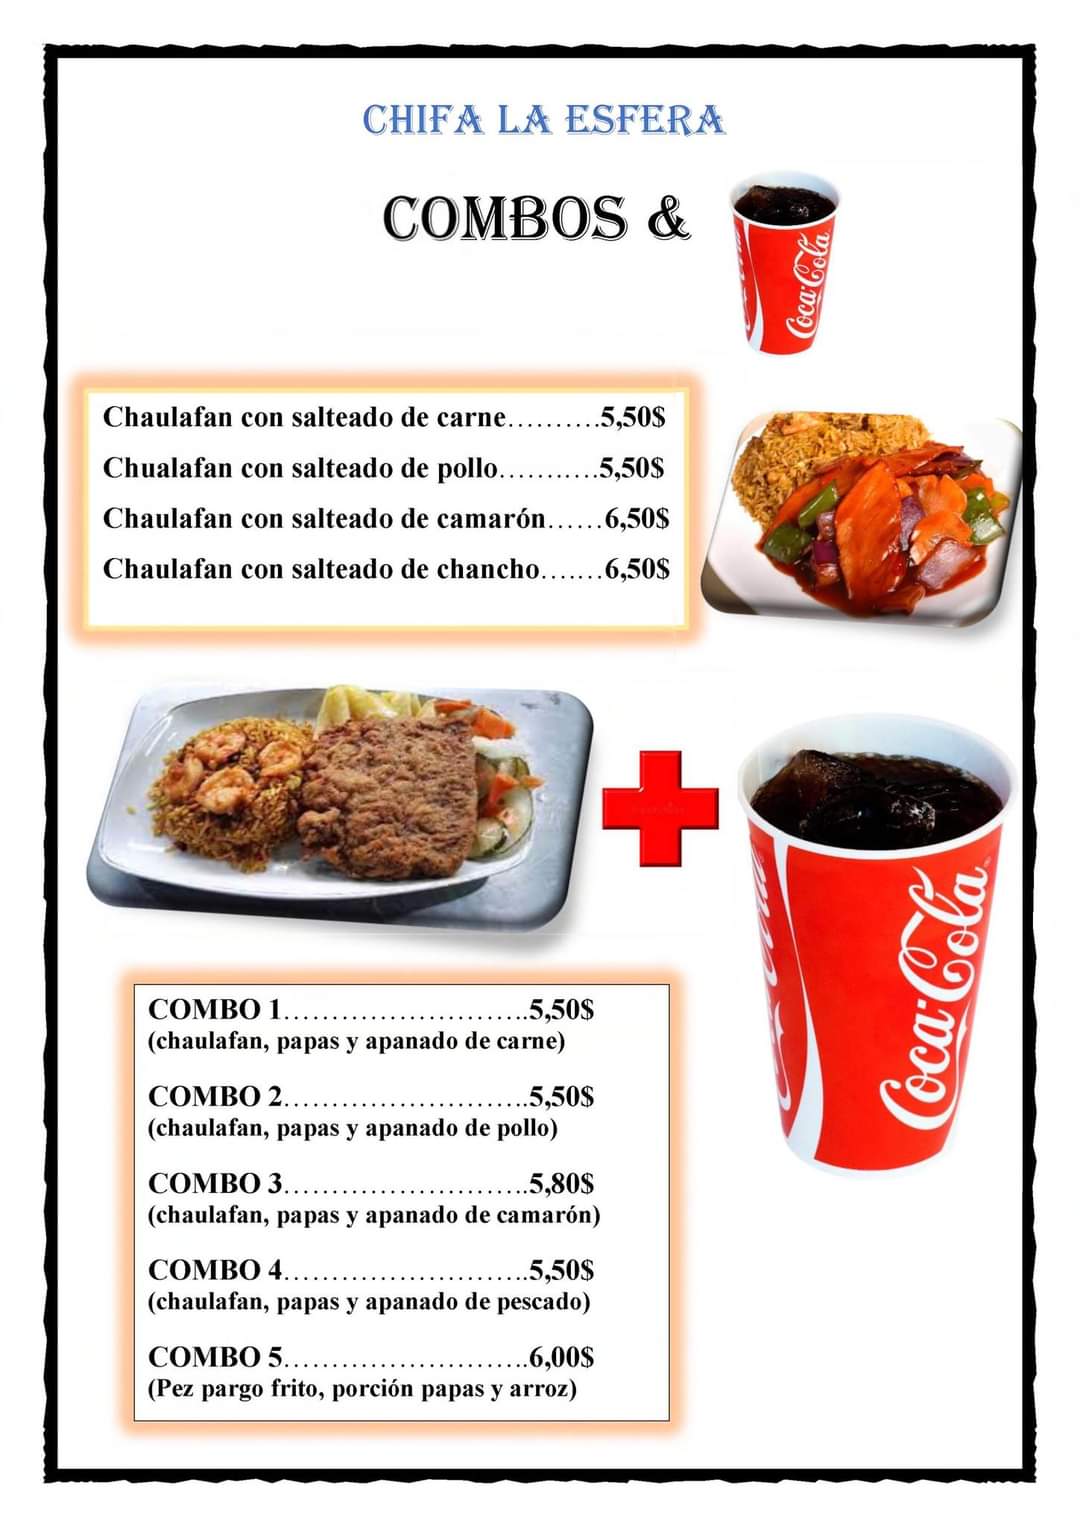 CHIFA LA ESFERA
COMBOS &
Coca-Cola
Chaulafan con salteado de carne..........5,50$
Chualafan con salteado de pollo...........5,50$
Chaulafan con salteado de camarón......6,50$
Chaulafan con salteado de chancho.......6,50$
Coca-Cola
COMBO 1..........................5,50$
(chaulafan, papas y apanado de carne)
COMBO 2..........................5,50$
(chaulafan, papas y apanado de pollo)
COMBO 3..........................5,80$
(chaulafan, papas y apanado de camarón)
COMBO 4..........................5,50$
(chaulafan, papas y apanado de pescado)
COMBO 5..........................6,00$
(Pez pargo frito, porción papas y arroz)